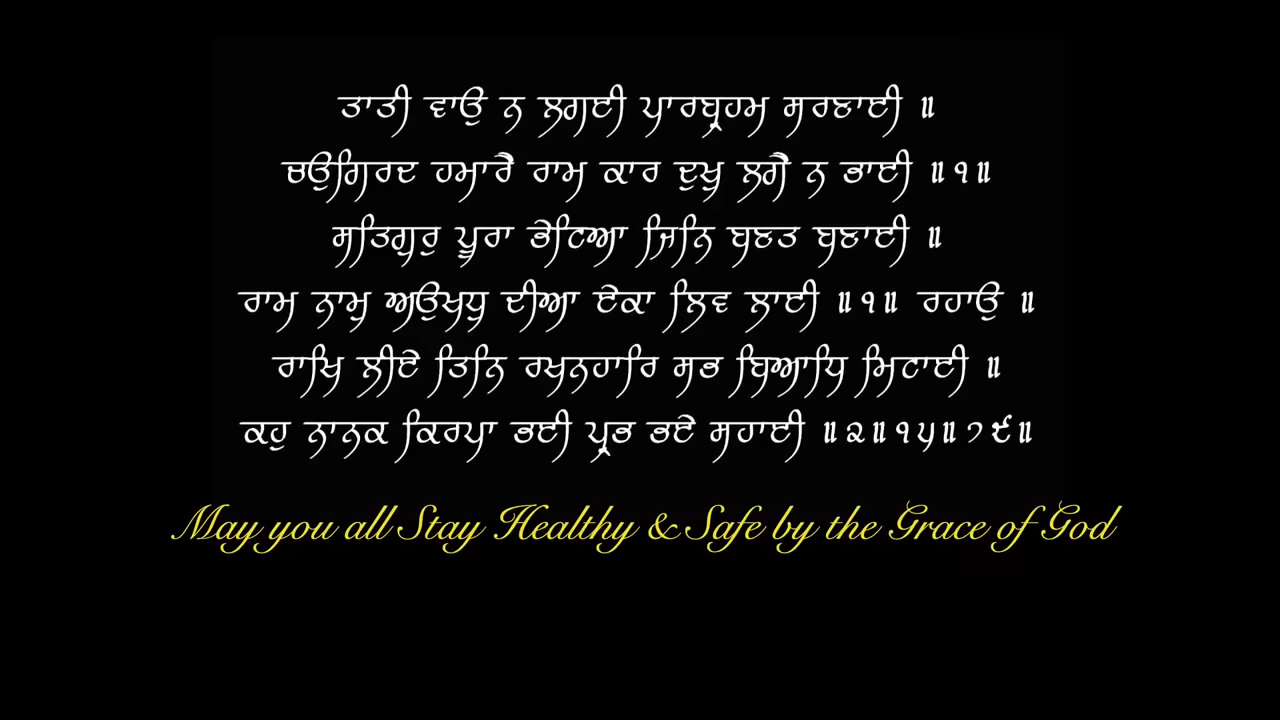 ਤਾਤੀ ਵਾਉ ਨ ਲਗਈ ਪਾਰਬ੍ਰਹਮ ਸਰਣਾਈ ॥
ਚਉਗਿਰਦ ਹਮਾਰੈ ਰਾਮ ਕਾਰ ਦੁਖੁ ਲਗੈ ਨ ਭਾਈ ॥੧॥
ਸਤਿਗੁਰੁ ਪੂਰਾ ਭੇਟਿਆ ਜਿਨਿ ਬਣਤ ਬਣਾਈ ॥
ਰਾਮ ਨਾਮੁ ਅਉਖਧੁ ਦੀਆ ਏਕਾ ਲਿਵ ਲਾਈ ॥੧॥ ਰਹਾਉ ॥
ਰਾਖਿ ਲੀਏ ਤਿਨਿ ਰਖਨਹਾਰਿ ਸਭ ਬਿਆਧਿ ਮਿਟਾਈ ॥
ਕਹੁ ਨਾਨਕ ਕਿਰਪਾ ਭਈ ਪ੍ਰਭ ਭਏ ਸਹਾਈ ॥੨॥੧੫॥੭੯॥
May you all Stay Healthy & Safe by the Grace of God